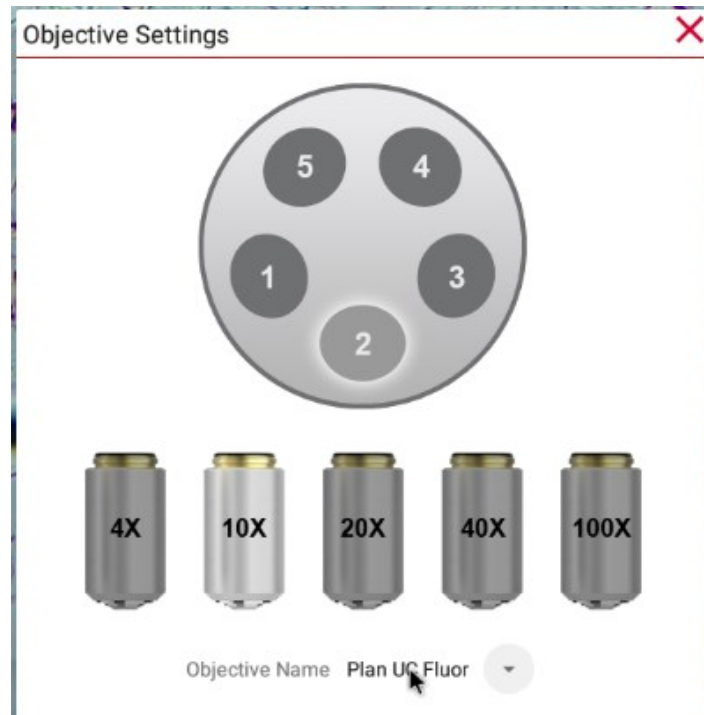 Objective Settings
5 4
1 3
2
4X 10X 20X 40X 100X
Objective Name Plan UC Fluor